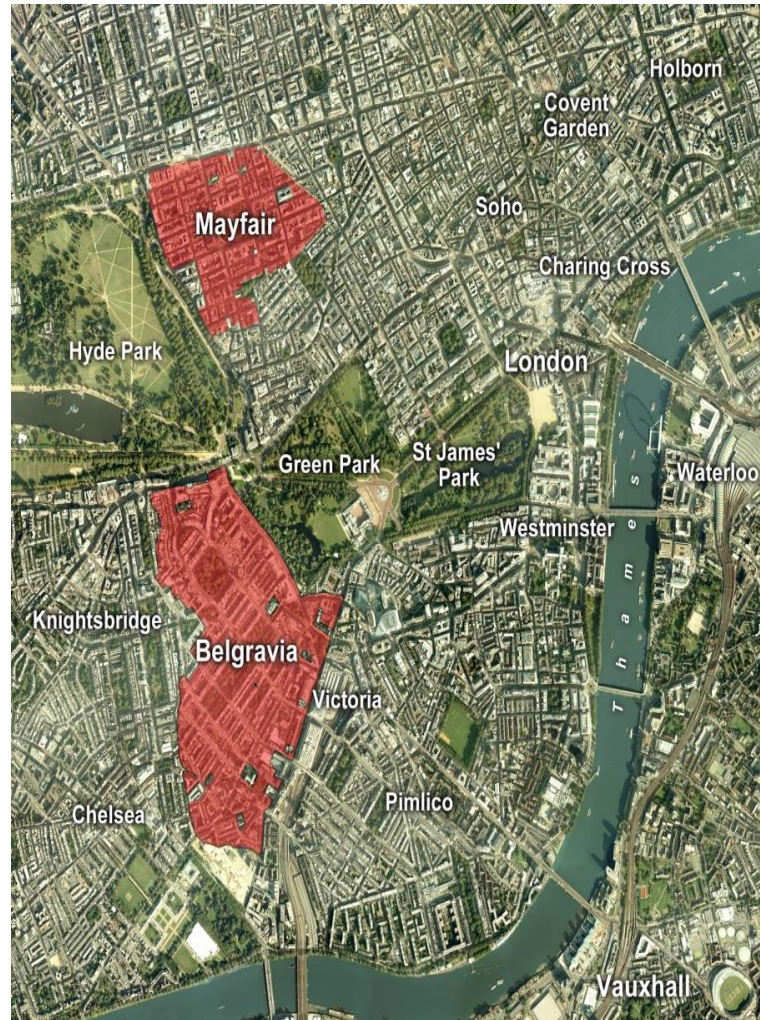 Holborn
Covent
Garden
Soho
Mayfair
Charing Cross
Hyde Park
London
Green Park
St James'
Park
Waterloo
Westminster
Knightsbridge
Belgravia
Thames
Victoria
Chelsea
Pimlico
Vauxhall